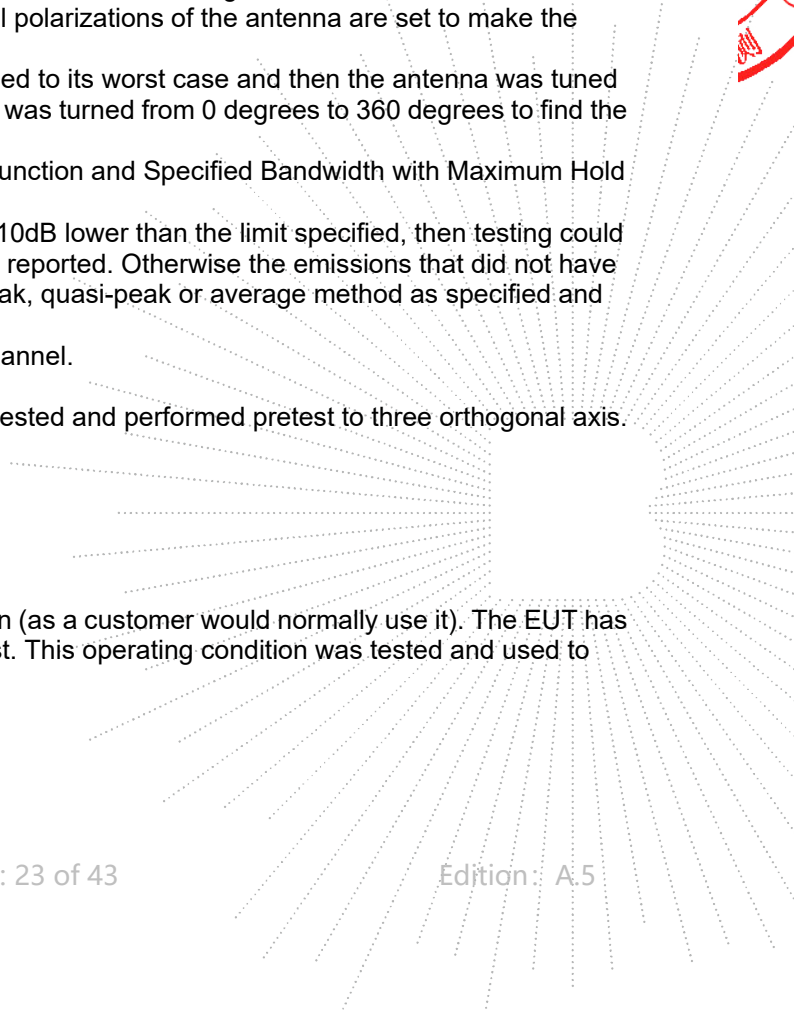 l polarizations of the antenna are set to make the
ed to its worst case and then the antenna was tuned
was turned from 0 degrees to 360 degrees to find the
unction and Specified Bandwidth with Maximum Hold
10dB lower than the limit specified, then testing could
reported. Otherwise the emissions that did not have
ak, quasi-peak or average method as specified and
annel.
ested and performed pretest to three orthogonal axis.
n (as a customer would normally use it). The EUT has
st. This operating condition was tested and used to
: 23 of 43 Edition: A.5